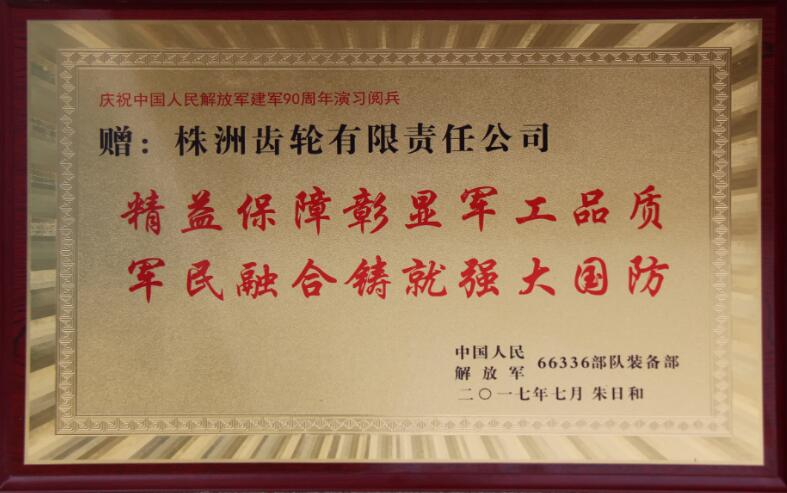 庆祝中国人民解放军建军90周年演习阅兵
赠：株洲齿轮有限责任公司
精益保障彰显军工品质
军民融合铸就强大国防
中国人民
解放军 66336部队装备部
二〇一七年七月 朱日和